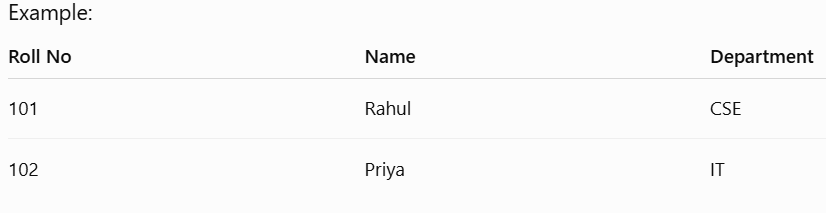 Example:
Roll No Name Department
101 Rahul CSE
102 Priya IT